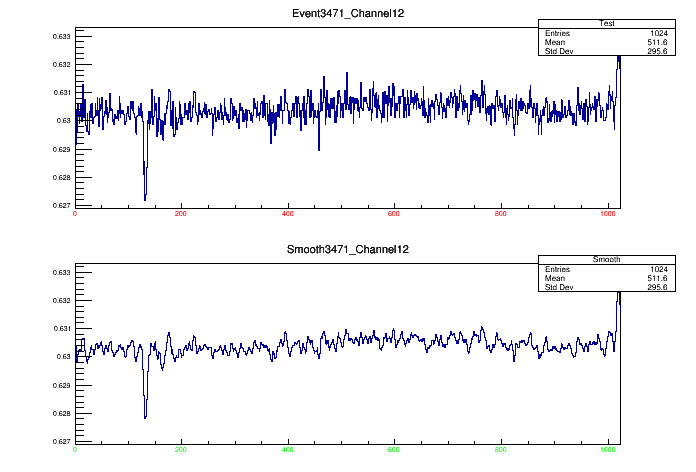 Event3471_Channel12
Test
Entries 1024
Mean 511.6
Std Dev 295.6
0.633
0.632
0.631
0.63
0.629
0.628
0.627
0 200 400 600 800 1000
Smooth3471_Channel12
Smooth
Entries 1024
Mean 511.6
Std Dev 295.6
0.633
0.632
0.631
0.63
0.629
0.628
0.627
0 200 400 600 800 1000